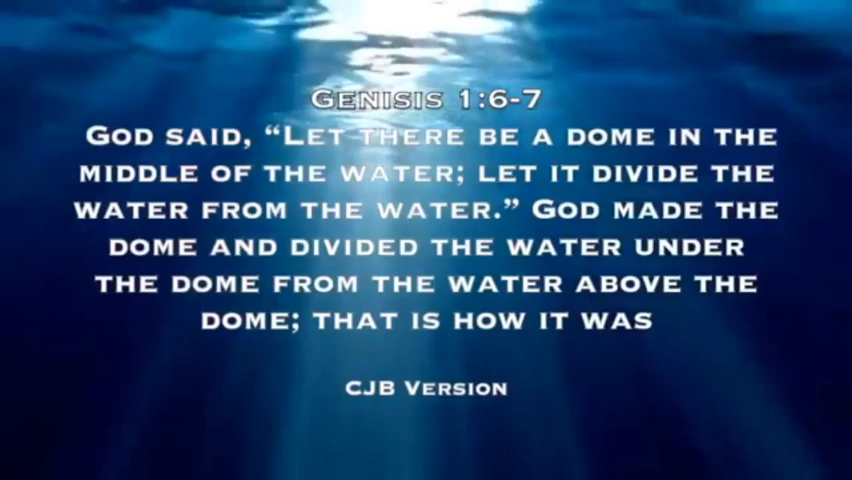 GENISIS 1:6-7
GOD SAID, “LET THERE BE A DOME IN THE
MIDDLE OF THE WATER; LET IT DIVIDE THE
WATER FROM THE WATER.” GOD MADE THE
DOME AND DIVIDED THE WATER UNDER
THE DOME FROM THE WATER ABOVE THE
DOME; THAT IS HOW IT WAS
CJB VERSION